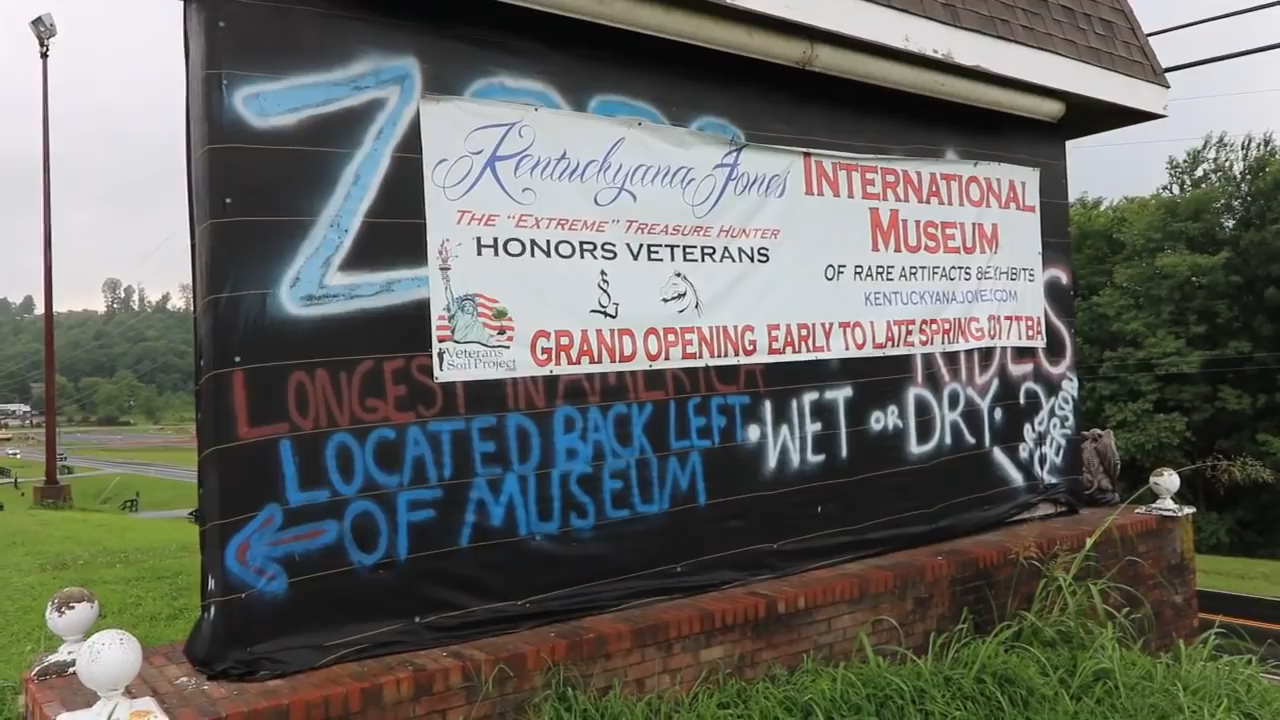 Kentuckyana Jones
THE "EXTREME" TREASURE HUNTER
HONORS VETERANS
Veterans
Soil Project
INTERNATIONAL
MUSEUM
OF RARE ARTIFACTS & EXHIBITS
KENTUCKYANAJONES.COM
GRAND OPENING EARLY TO LATE SPRING 017 TBA
Z
RIDES
LONGEST IN AMERICA
LOCATED BACK LEFT
OF MUSEUM
• WET OR DRY •
PERSON